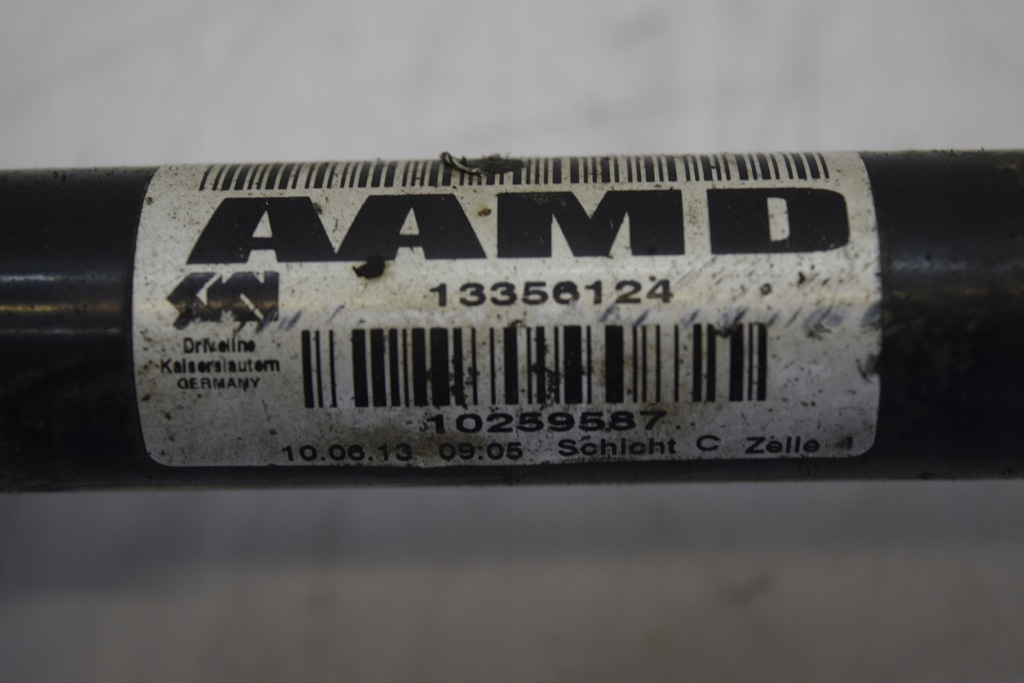 AAMD
13356124
Driveline
Kaiserslautern
GERMANY
10259587
10.06.13 09:05 Schicht C Zelle 4